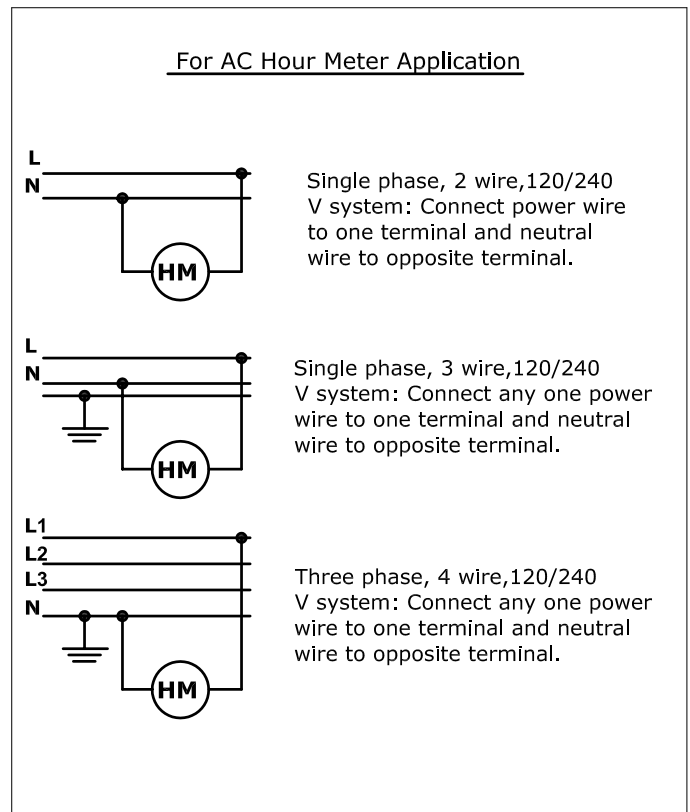 For AC Hour Meter Application
L
N
HM
Single phase, 2 wire,120/240
V system: Connect power wire
to one terminal and neutral
wire to opposite terminal.
L
N
HM
Single phase, 3 wire,120/240
V system: Connect any one power
wire to one terminal and neutral
wire to opposite terminal.
L1
L2
L3
N
HM
Three phase, 4 wire,120/240
V system: Connect any one power
wire to one terminal and neutral
wire to opposite terminal.